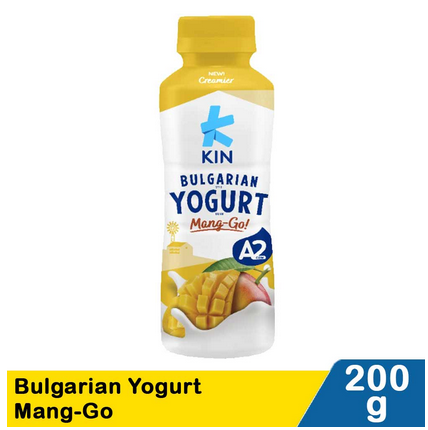 NEW!
Creamier
KIN
BULGARIAN
YOGURT
Mang-Go!
A2
Bulgarian Yogurt
Mang-Go
200
g